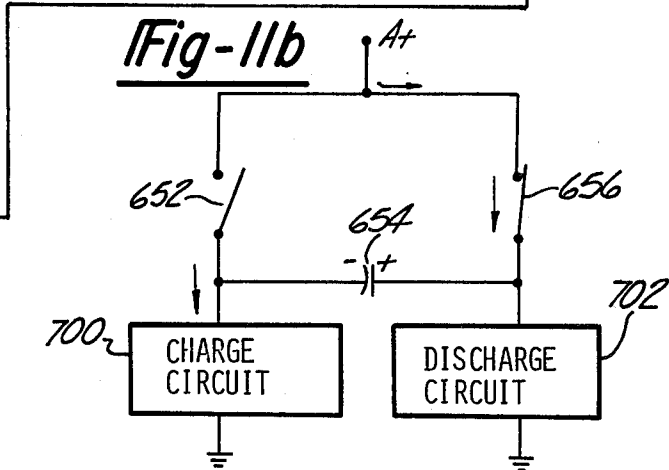 Fig-11b
A+
652
656
654
- +
700
702
CHARGE
CIRCUIT
DISCHARGE
CIRCUIT